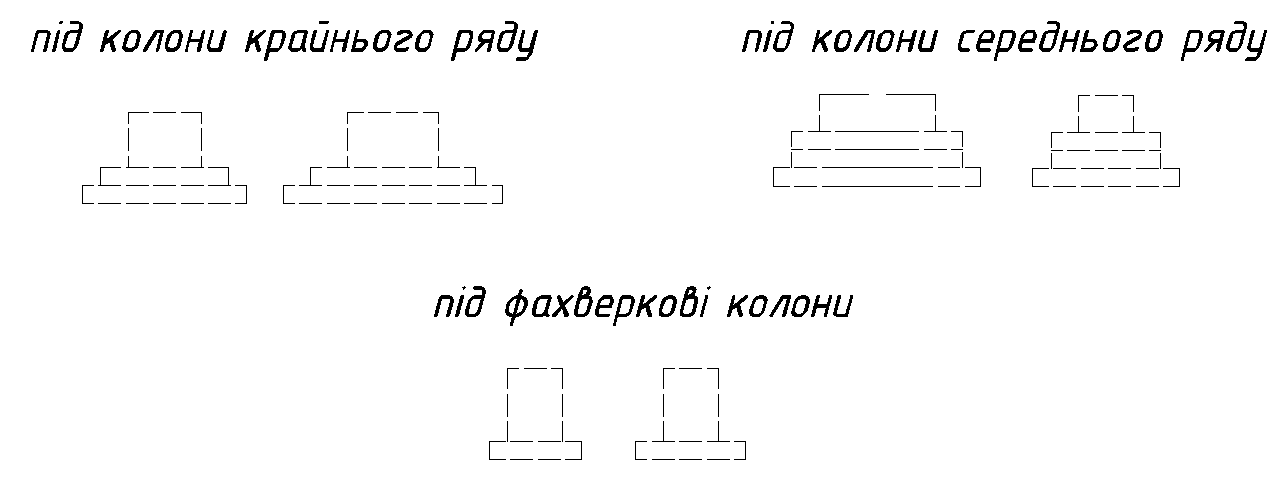 під колони крайнього ряду
під колони середнього ряду
під фахверкові колони